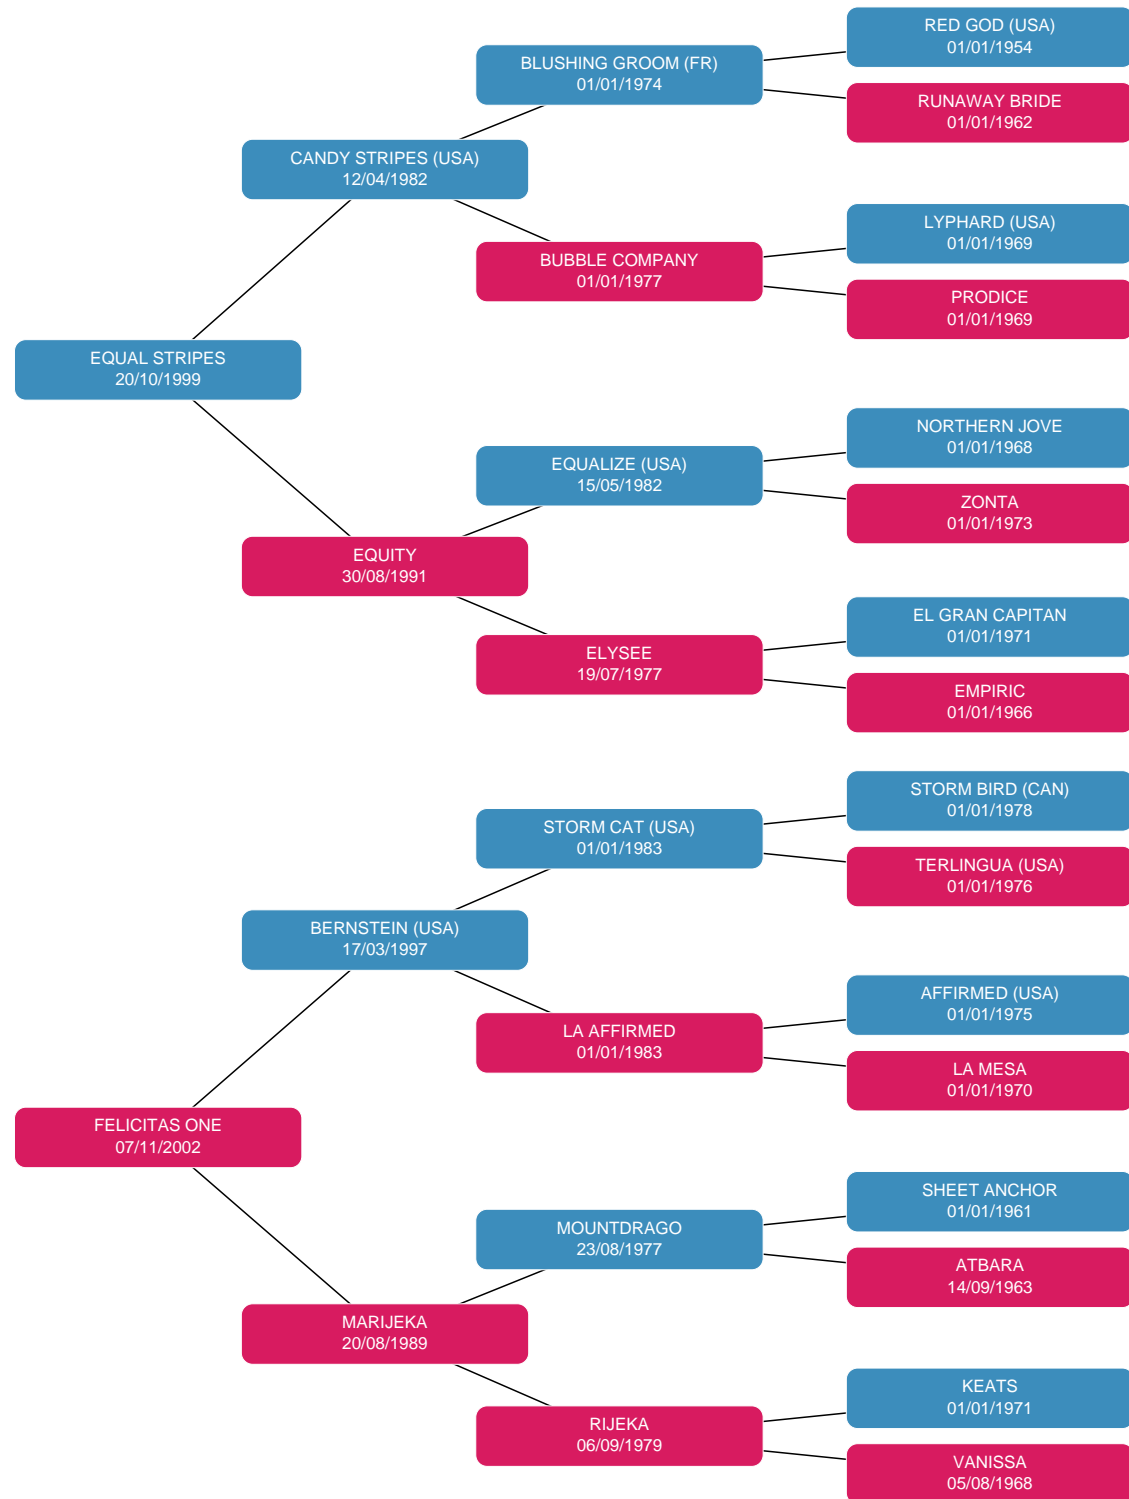 RED GOD (USA)
01/01/1954
BLUSHING GROOM (FR)
01/01/1974
RUNAWAY BRIDE
01/01/1962
CANDY STRIPES (USA)
12/04/1982
LYPHARD (USA)
01/01/1969
BUBBLE COMPANY
01/01/1977
PRODICE
01/01/1969
EQUAL STRIPES
20/10/1999
NORTHERN JOVE
01/01/1968
EQUALIZE (USA)
15/05/1982
ZONTA
01/01/1973
EQUITY
30/08/1991
EL GRAN CAPITAN
01/01/1971
ELYSEE
19/07/1977
EMPIRIC
01/01/1966
STORM BIRD (CAN)
01/01/1978
STORM CAT (USA)
01/01/1983
TERLINGUA (USA)
01/01/1976
BERNSTEIN (USA)
17/03/1997
AFFIRMED (USA)
01/01/1975
LA AFFIRMED
01/01/1983
LA MESA
01/01/1970
FELICITAS ONE
07/11/2002
SHEET ANCHOR
01/01/1961
MOUNTDRAGO
23/08/1977
ATBARA
14/09/1963
MARIJEKA
20/08/1989
KEATS
01/01/1971
RIJEKA
06/09/1979
VANISSA
05/08/1968